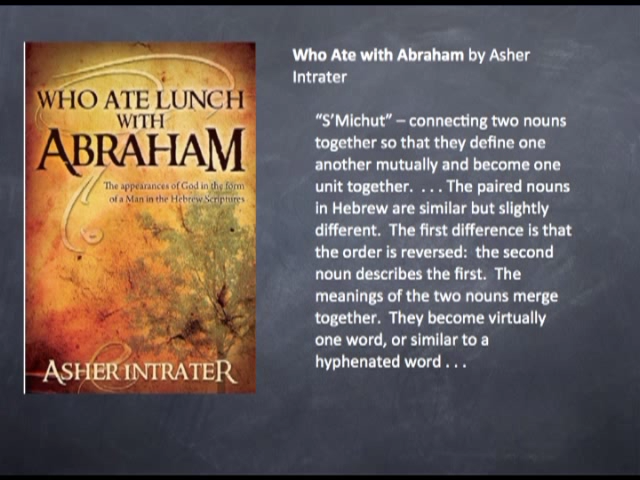 WHO ATE LUNCH
WITH
ABRAHAM
The appearances of God in the form
of a Man in the Hebrew Scriptures
ASHER INTRATER
Who Ate with Abraham by Asher
Intrater
“S’Michut” – connecting two nouns
together so that they define one
another mutually and become one
unit together.  . . . The paired nouns
in Hebrew are similar but slightly
different.  The first difference is that
the order is reversed:  the second
noun describes the first.  The
meanings of the two nouns merge
together.  They become virtually
one word, or similar to a
hyphenated word . . .